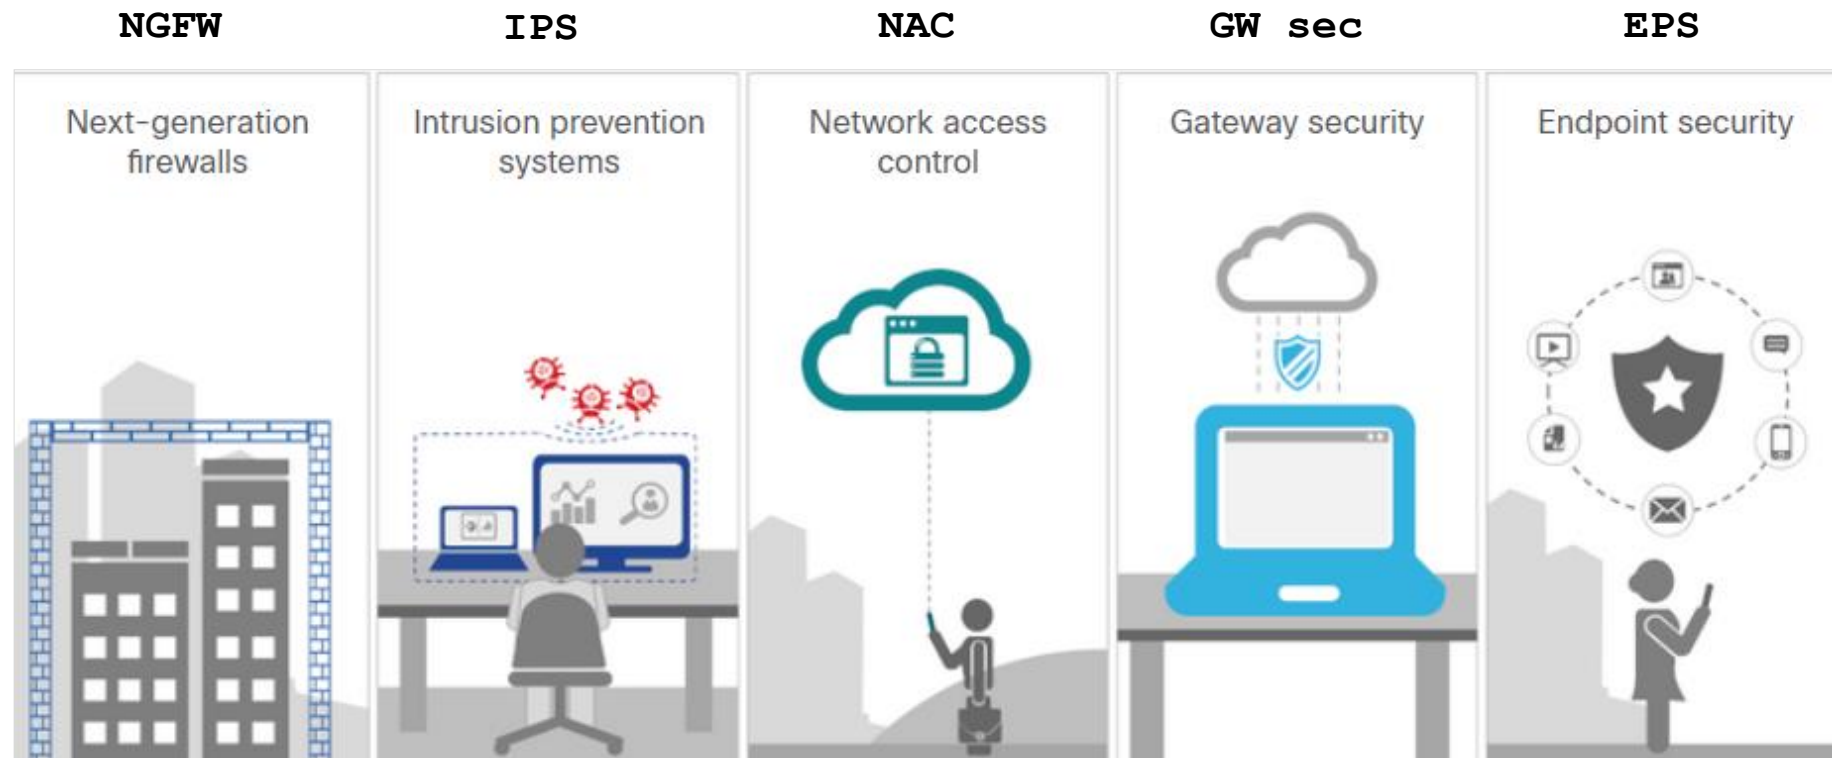 NGFW
IPS
NAC
GW sec
EPS
Next-generation
firewalls
Intrusion prevention
systems
Network access
control
Gateway security
Endpoint security